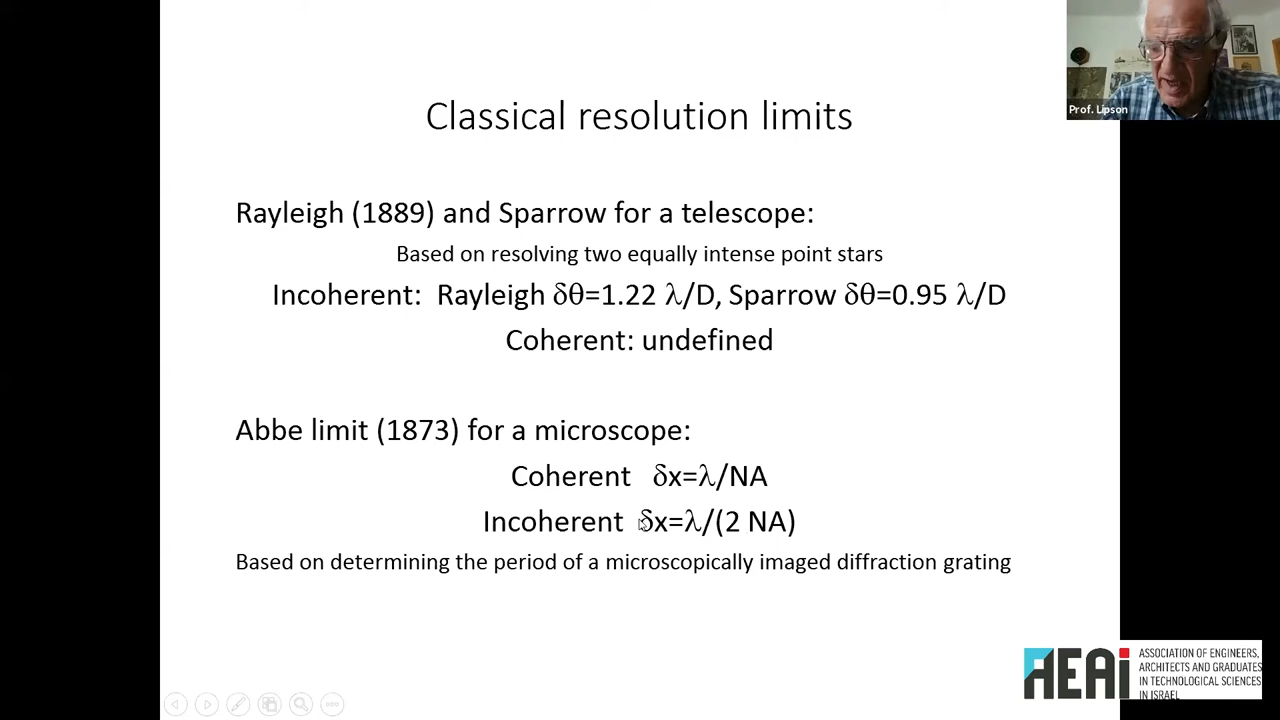 Prof. Lipson
Classical resolution limits
Rayleigh (1889) and Sparrow for a telescope:
Based on resolving two equally intense point stars
Incoherent: Rayleigh δθ=1.22 λ/D, Sparrow δθ=0.95 λ/D
Coherent: undefined
Abbe limit (1873) for a microscope:
Coherent δx=λ/NA
Incoherent δx=λ/(2 NA)
Based on determining the period of a microscopically imaged diffraction grating
AEAi
ASSOCIATION OF ENGINEERS,
ARCHITECTS AND GRADUATES
IN TECHNOLOGICAL SCIENCES
IN ISRAEL